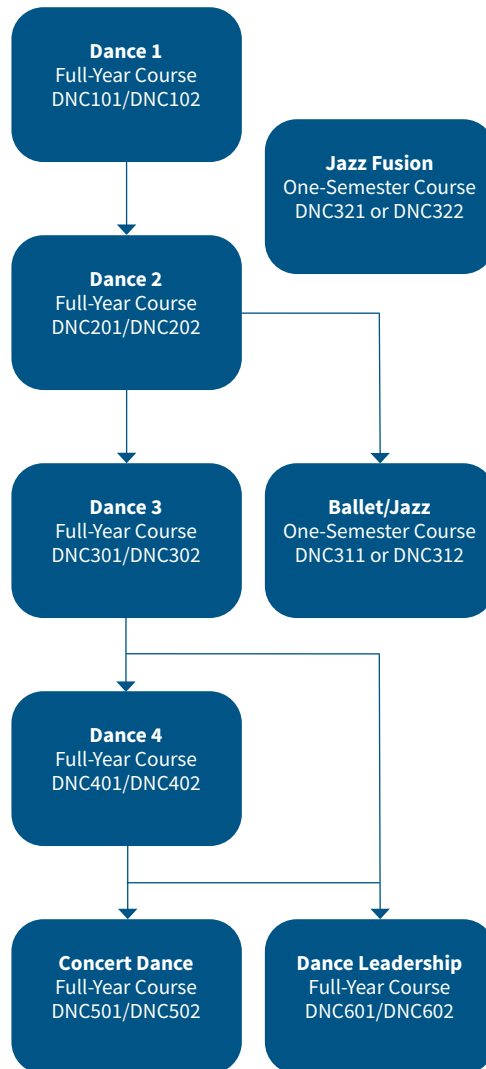 Dance 1
Full-Year Course
DNC101/DNC102
Jazz Fusion
One-Semester Course
DNC321 or DNC322
Dance 2
Full-Year Course
DNC201/DNC202
Dance 3
Full-Year Course
DNC301/DNC302
Ballet/Jazz
One-Semester Course
DNC311 or DNC312
Dance 4
Full-Year Course
DNC401/DNC402
Concert Dance
Full-Year Course
DNC501/DNC502
Dance Leadership
Full-Year Course
DNC601/DNC602